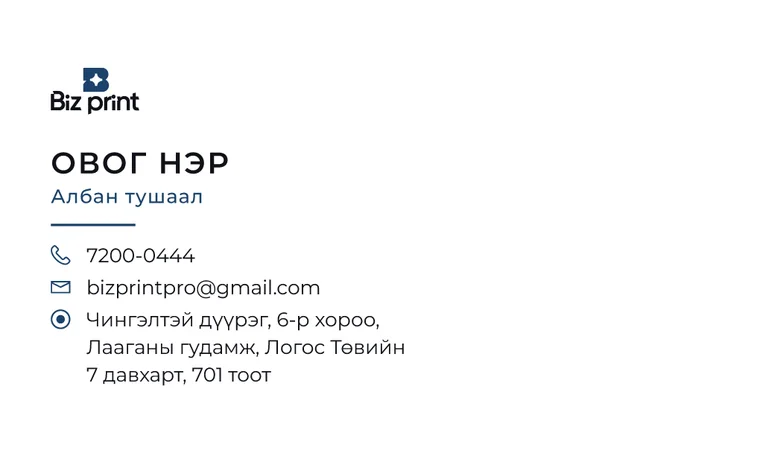 Biz print
ОВОГ НЭР
Албан тушаал
7200-0444
bizprintpro@gmail.com
Чингэлтэй дүүрэг, 6-р хороо,
Лааганы гудамж, Логос Төвийн
7 давхарт, 701 тоот